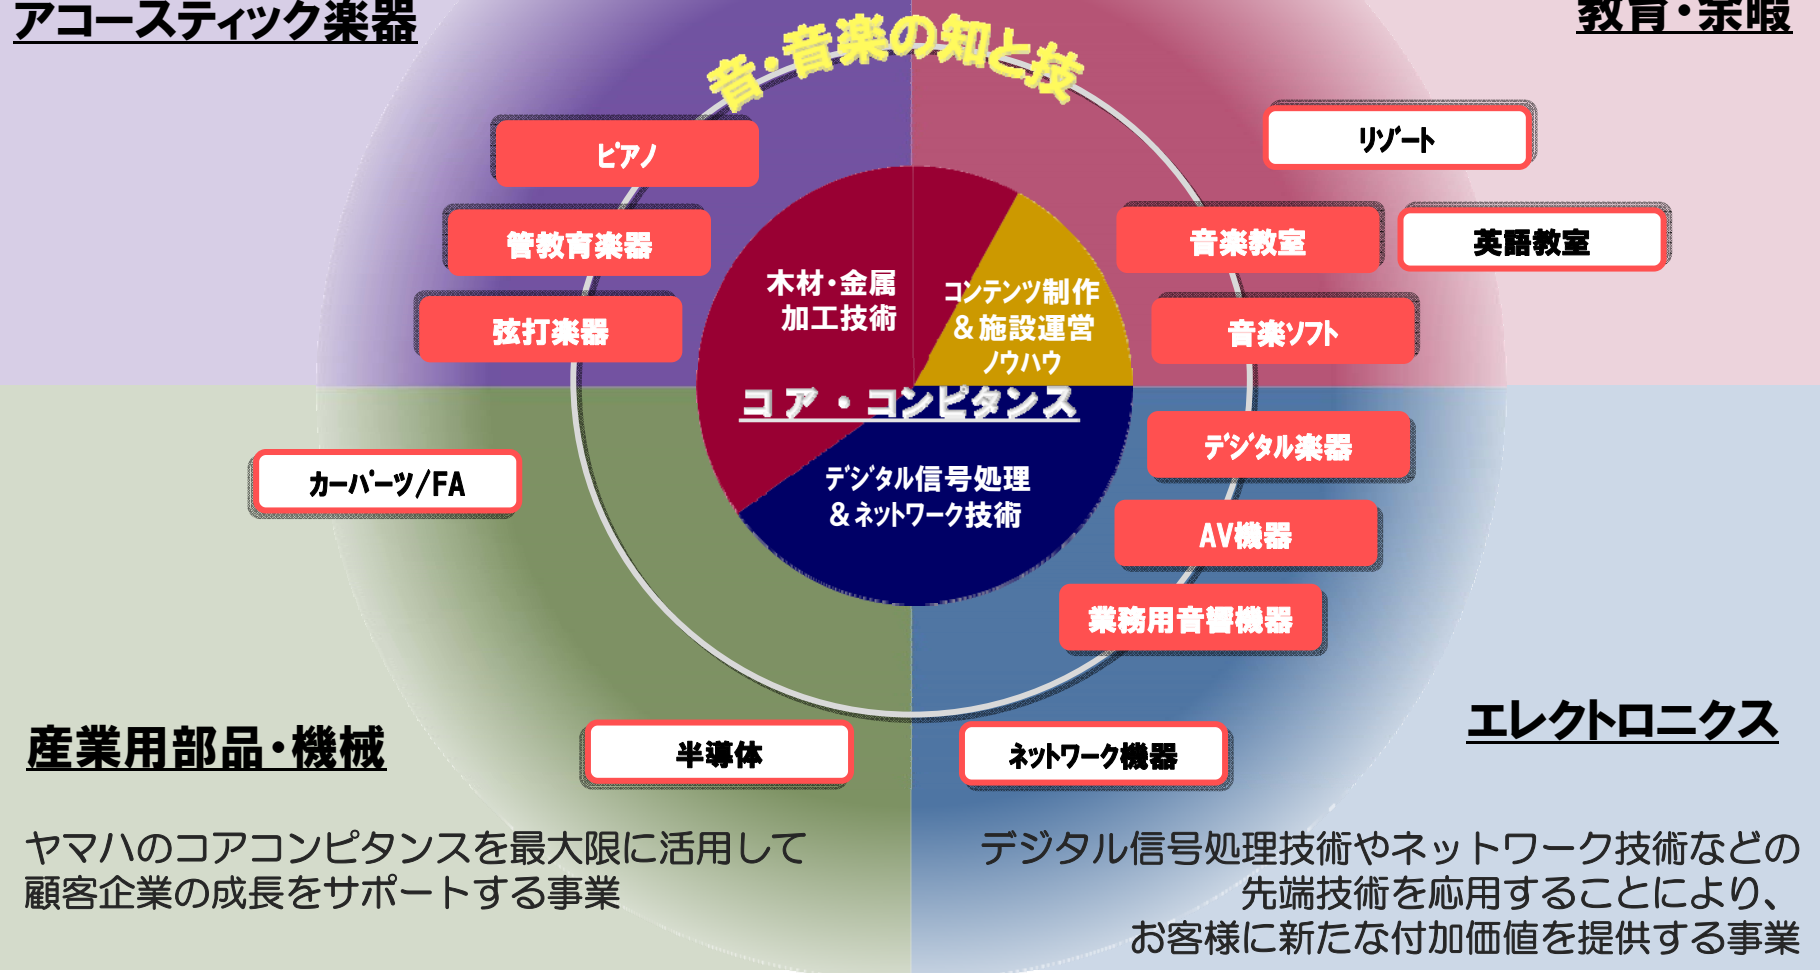 アコースティック楽器
教育・余暇
音・音楽の知と技
ピアノ
管教育楽器
弦打楽器
リゾート
音楽教室
英語教室
音楽ソフト
木材・金属
加工技術
コンテンツ制作
＆施設運営
ノウハウ
コア・コンピタンス
デジタル信号処理
＆ネットワーク技術
カーパーツ/FA
デジタル楽器
AV機器
業務用音響機器
産業用部品・機械
半導体
ネットワーク機器
エレクトロニクス
ヤマハのコアコンピタンスを最大限に活用して
顧客企業の成長をサポートする事業
デジタル信号処理技術やネットワーク技術などの
先端技術を応用することにより、
お客様に新たな付加価値を提供する事業